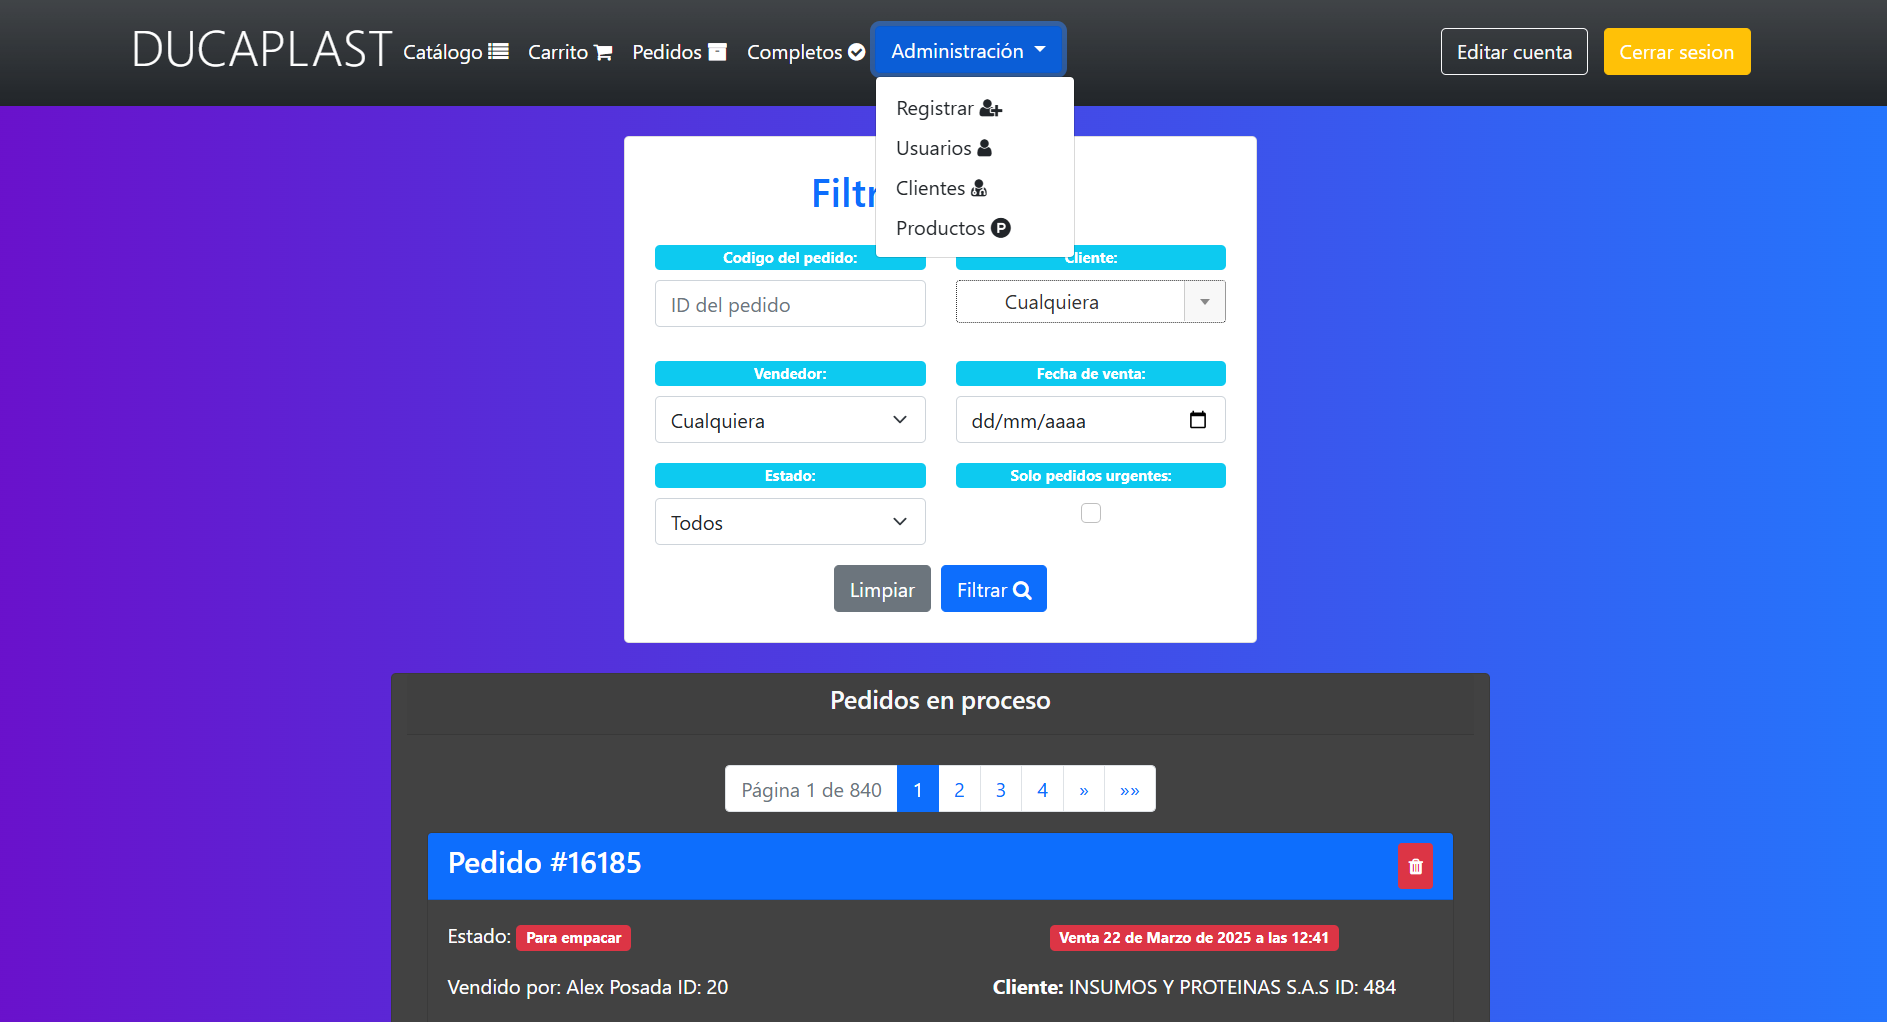 DUCAPLAST Catálogo Carrito Pedidos Completos Administración Editar cuenta Cerrar sesion
Registrar
Usuarios
Clientes
Productos P
Filtr
Codigo del pedido: Cliente:
ID del pedido Cualquiera
Vendedor: Fecha de venta:
Cualquiera dd/mm/aaaa
Estado: Solo pedidos urgentes:
Todos
Limpiar Filtrar
Pedidos en proceso
Página 1 de 840 1 2 3 4 » »»
Pedido #16185
Estado: Para empacar Venta 22 de Marzo de 2025 a las 12:41
Vendido por: Alex Posada ID: 20 Cliente: INSUMOS Y PROTEINAS S.A.S ID: 484